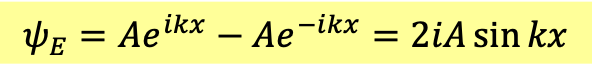 ψ_E = Ae^{ikx} − Ae^{−ikx} = 2iA sin kx